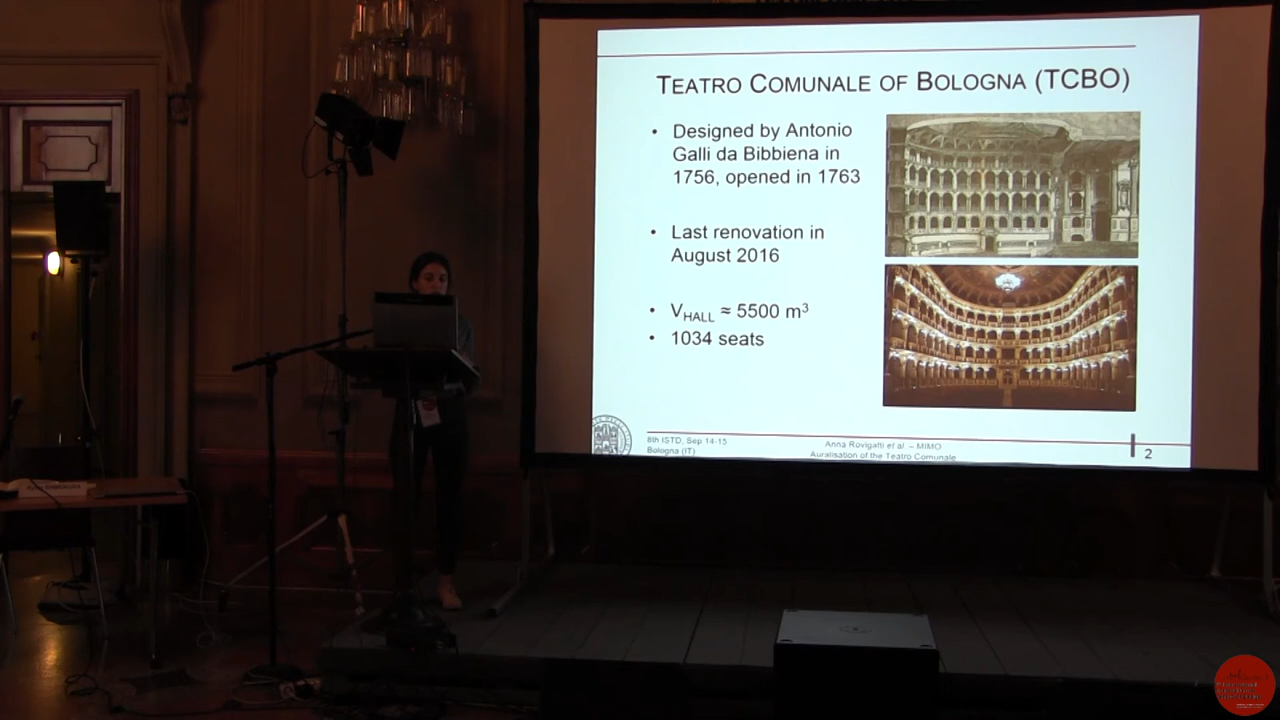 TEATRO COMUNALE OF BOLOGNA (TCBO)
• Designed by Antonio
Galli da Bibbiena in
1756, opened in 1763
• Last renovation in
August 2016
• VHALL ≈ 5500 m³
• 1034 seats
8th ISTD, Sep 14-15
Bologna (IT)
Anna Rovigatti et al. – MIMO
Auralisation of the Teatro Comunale
2